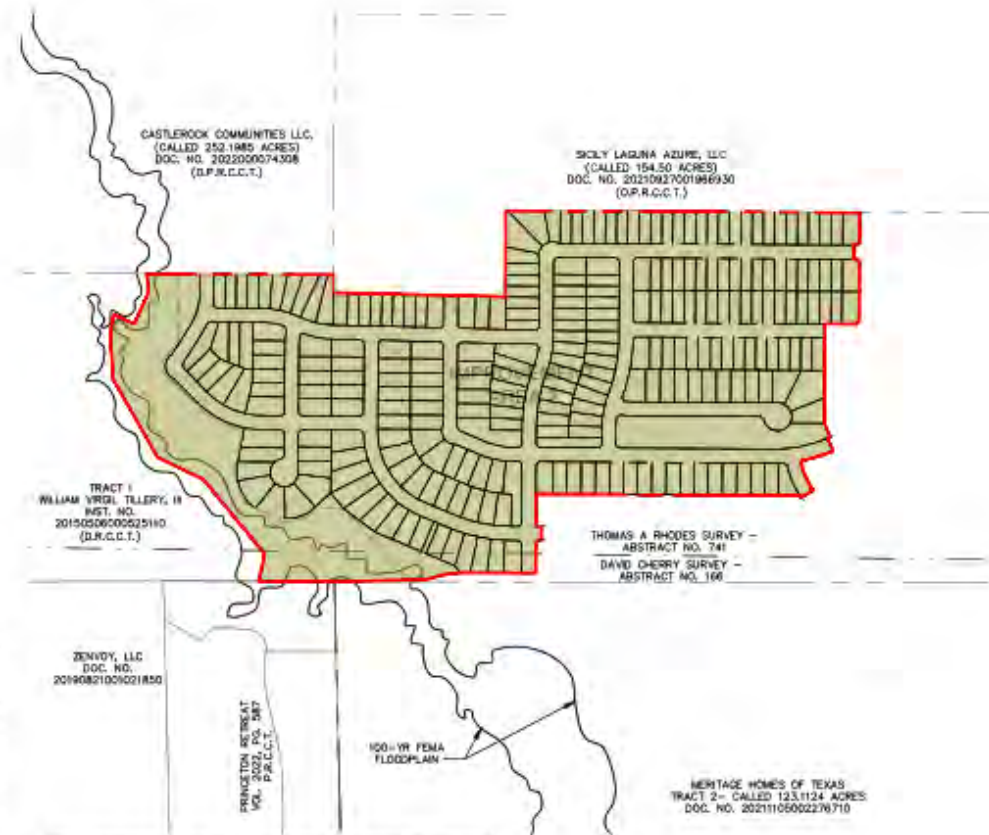 CASTLEROCK COMMUNITIES LLC,
(CALLED 252.1985 ACRES)
DOC. NO. 2022000074308
(O.P.R.C.C.T.)
SICILY LAGUNA AZURE, LLC
(CALLED 154.50 ACRES)
DOC. NO. 20210927001966930
(O.P.R.C.C.T.)
TRACT I
WILLIAM VIRGIL TILLERY, III
INST. NO.
20150506000525110
(D.R.C.C.T.)
THOMAS A RHODES SURVEY –
ABSTRACT NO. 741
DAVID CHERRY SURVEY –
ABSTRACT NO. 166
ZENVOY, LLC
DOC. NO.
20190821001021850
PRINCETON RETREAT
VOL. 2022, PG. 587
P.R.C.C.T.
100-YR FEMA
FLOODPLAIN
MERITAGE HOMES OF TEXAS
TRACT 2– CALLED 123.1124 ACRES
DOC. NO. 20211105002276710